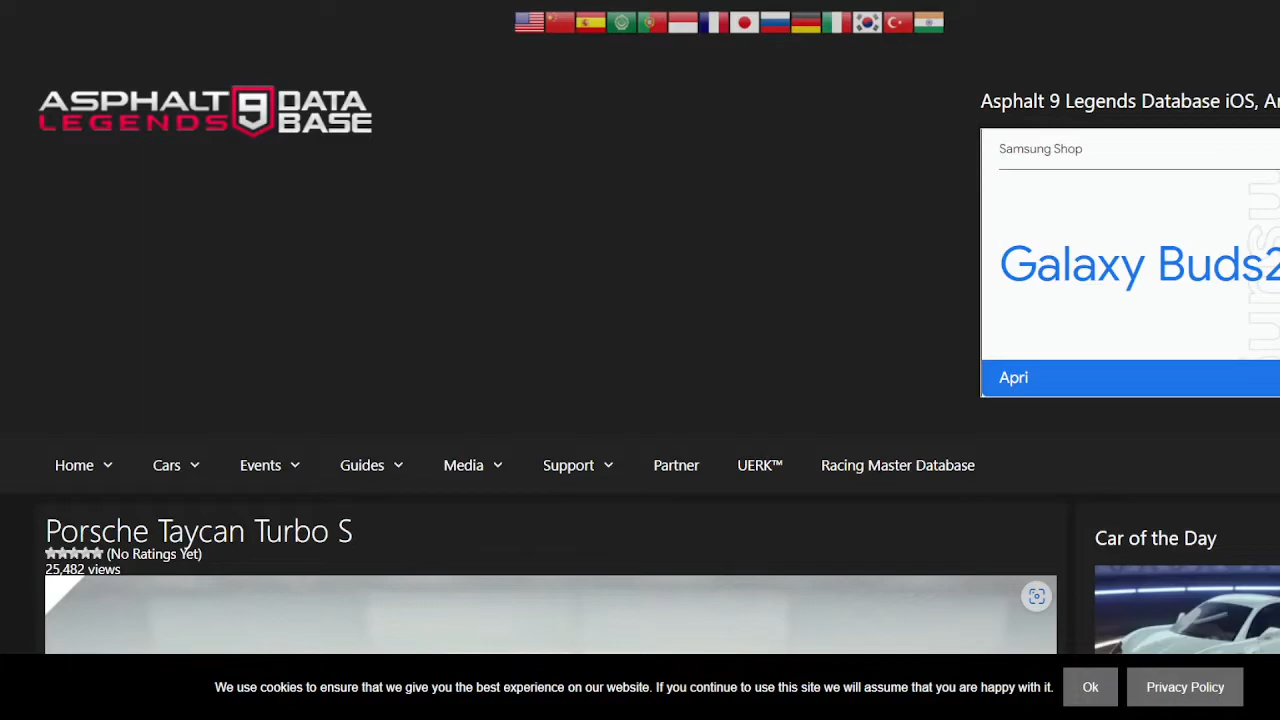 ASPHALT 9 DATA
LEGENDS BASE
Asphalt 9 Legends Database iOS,
Samsung Shop
Galaxy Buds2
Apri
Home
Cars
Events
Guides
Media
Support
Partner
UERK™
Racing Master Database
Porsche Taycan Turbo S
(No Ratings Yet)
25,482 views
Car of the Day
We use cookies to ensure that we give you the best experience on our website. If you continue to use this site we will assume that you are happy with it.
Ok
Privacy Policy